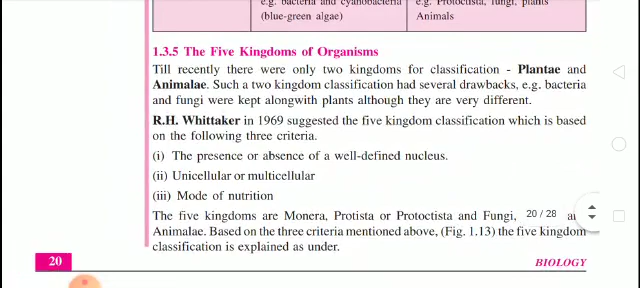 e.g. bacteria and cyanobacteria e.g. Protoctista, fungi, plants
(blue-green algae) Animals
1.3.5 The Five Kingdoms of Organisms
Till recently there were only two kingdoms for classification - Plantae and
Animalae. Such a two kingdom classification had several drawbacks, e.g. bacteria
and fungi were kept alongwith plants although they are very different.
R.H. Whittaker in 1969 suggested the five kingdom classification which is based
on the following three criteria.
(i) The presence or absence of a well-defined nucleus.
(ii) Unicellular or multicellular
(iii) Mode of nutrition
The five kingdoms are Monera, Protista or Protoctista and Fungi, 20 / 28
Animalae. Based on the three criteria mentioned above, (Fig. 1.13) the five kingdom
classification is explained as under.
20 BIOLOGY